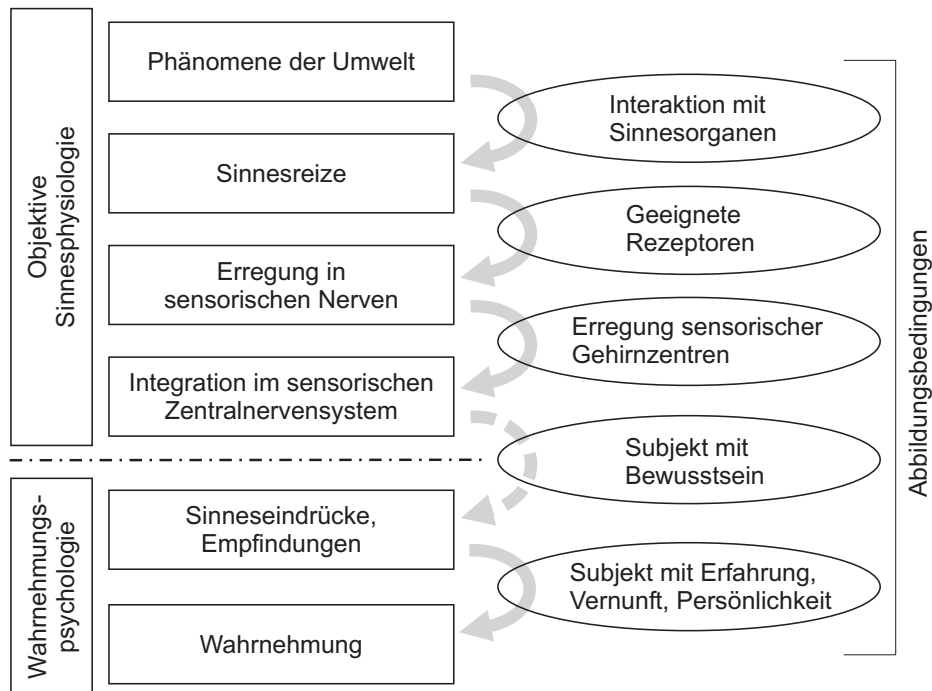 Objektive
Sinnesphysiologie
Phänomene der Umwelt
Sinnesreize
Erregung in
sensorischen Nerven
Integration im sensorischen
Zentralnervensystem
Wahrnehmungs-
psychologie
Sinneseindrücke,
Empfindungen
Wahrnehmung
Interaktion mit
Sinnesorganen
Geeignete
Rezeptoren
Erregung sensorischer
Gehirnzentren
Subjekt mit
Bewusstsein
Subjekt mit Erfahrung,
Vernunft, Persönlichkeit
Abbildungsbedingungen